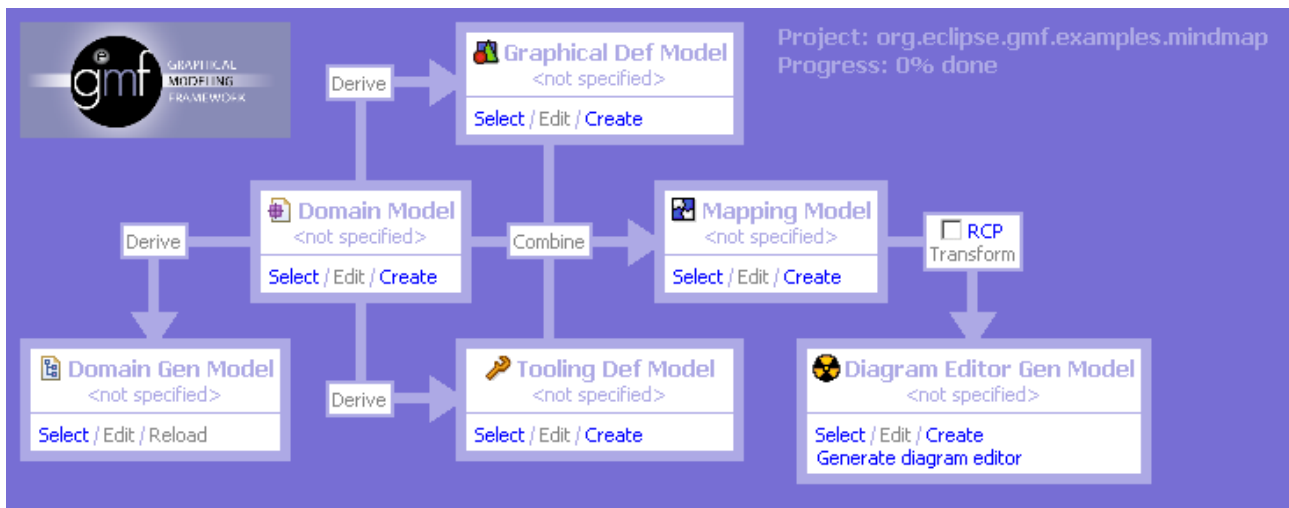 gmf
GRAPHICAL
MODELING
FRAMEWORK
Project: org.eclipse.gmf.examples.mindmap
Progress: 0% done
Graphical Def Model
<not specified>
Select / Edit / Create
Derive
Domain Model
<not specified>
Select / Edit / Create
Derive
Combine
Mapping Model
<not specified>
Select / Edit / Create
RCP
Transform
Domain Gen Model
<not specified>
Select / Edit / Reload
Derive
Tooling Def Model
<not specified>
Select / Edit / Create
Diagram Editor Gen Model
<not specified>
Select / Edit / Create
Generate diagram editor